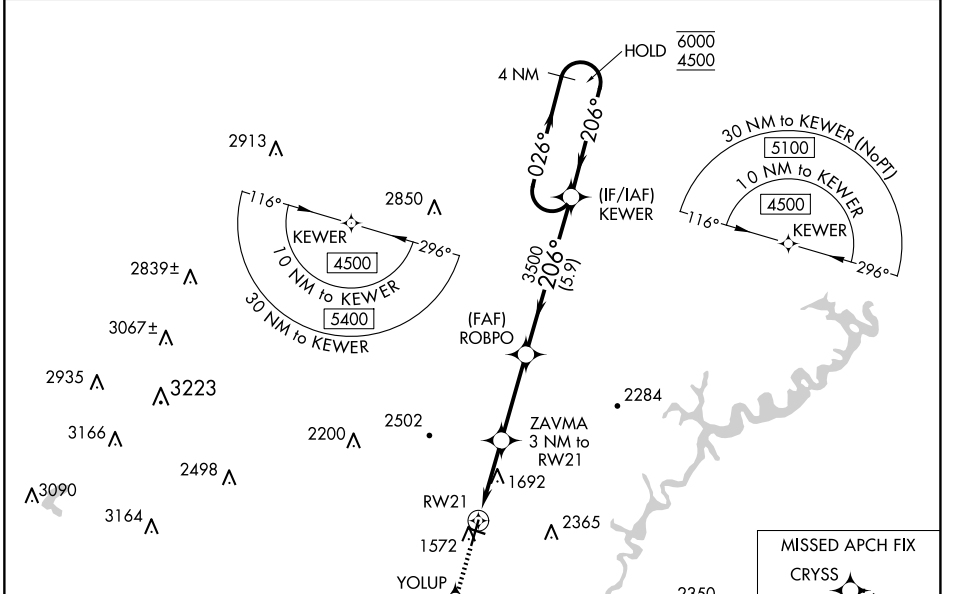 HOLD 6000
4500
4 NM
026°
206°
(IF/IAF)
KEWER
2913
2850
116°
KEWER
296°
4500
10 NM to KEWER
5400
30 NM to KEWER
30 NM to KEWER (NoPT)
5100
10 NM to KEWER
4500
KEWER
116°
296°
3500
206°
(5.9)
(FAF)
ROBPO
2839±
3067±
2935
3223
3166
2200
2502
2284
ZAVMA
3 NM to
RW21
2498
1692
3090
3164
RW21
1572
2365
YOLUP
2350
MISSED APCH FIX
CRYSS